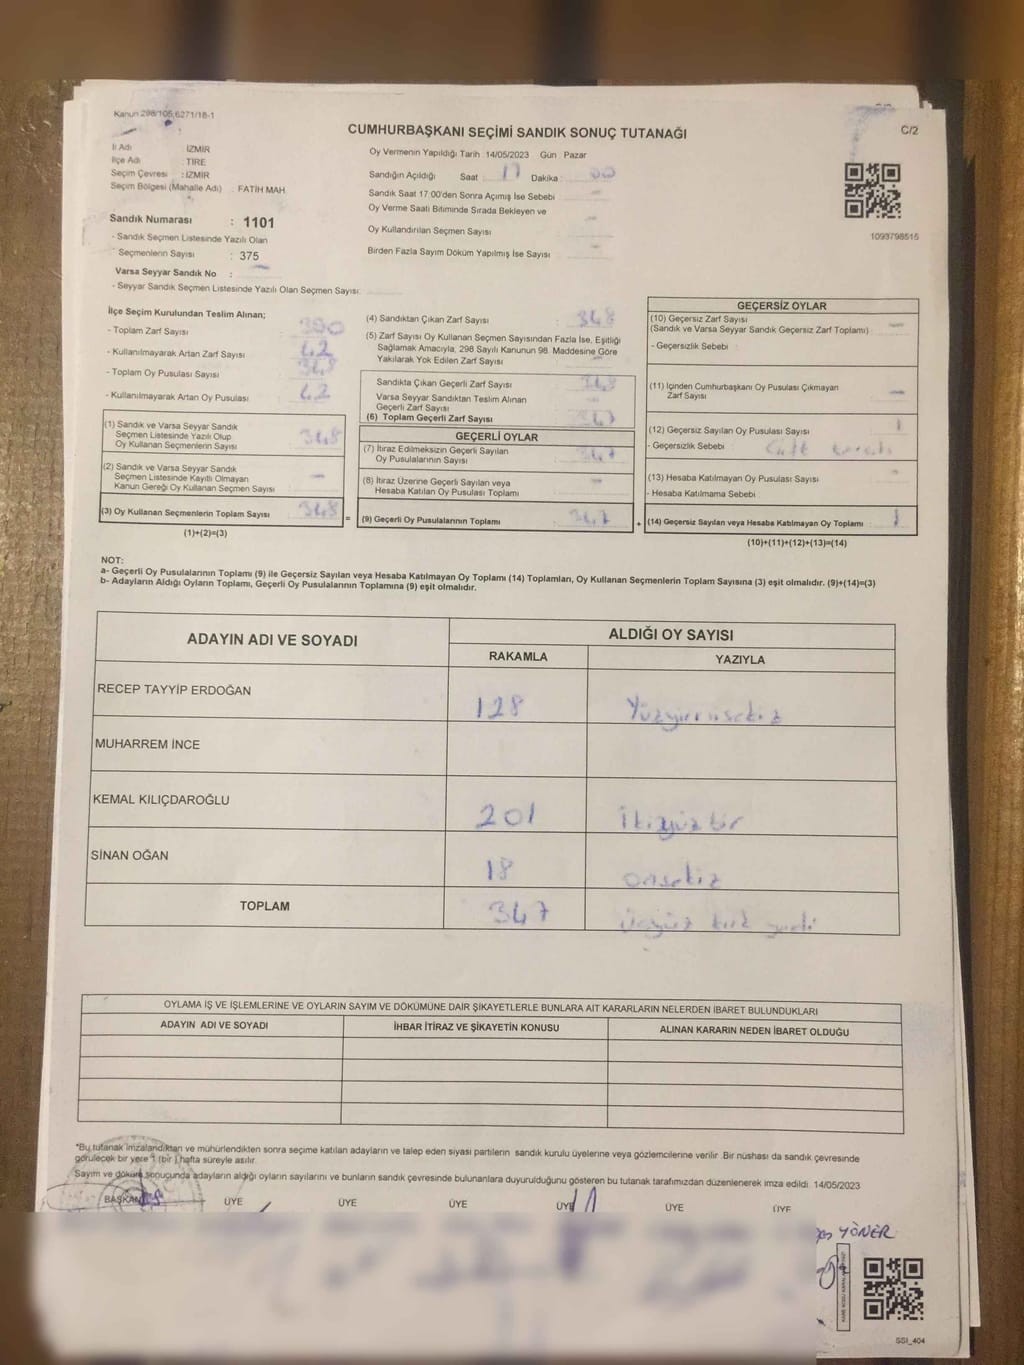 Kanun 298/105,6271/18-1
CUMHURBAŞKANI SEÇİMİ SANDIK SONUÇ TUTANAĞI
C/2
İl Adı : İZMİR
İlçe Adı : TİRE
Seçim Çevresi : İZMİR
Seçim Bölgesi (Mahalle Adı) : FATİH MAH.
Oy Vermenin Yapıldığı Tarih 14/05/2023 Gün Pazar
Sandığın Açıldığı Saat : 17 Dakika : 00
Sandık Saat 17.00'den Sonra Açımış İse Sebebi
Oy Verme Saati Bitiminde Sırada Bekleyen ve
Oy Kullandırılan Seçmen Sayısı
Birden Fazla Sayım Döküm Yapılmış İse Sayısı
1093798515
Sandık Numarası : 1101
- Sandık Seçmen Listesinde Yazılı Olan
Seçmenlerin Sayısı : 375
Varsa Seyyar Sandık No :
- Seyyar Sandık Seçmen Listesinde Yazılı Olan Seçmen Sayısı:
İlçe Seçim Kurulundan Teslim Alınan;
- Toplam Zarf Sayısı 390
- Kullanılmayarak Artan Zarf Sayısı 42
- Toplam Oy Pusulası Sayısı
- Kullanılmayarak Artan Oy Pusulası 42
(1) Sandık ve Varsa Seyyar Sandık
Seçmen Listesinde Yazılı Olup
Oy Kullanan Seçmenlerin Sayısı 348
(2) Sandık ve Varsa Seyyar Sandık
Seçmen Listesinde Kayıtlı Olmayan
Kanun Gereği Oy Kullanan Seçmen Sayısı -
(3) Oy Kullanan Seçmenlerin Toplam Sayısı 348
(1)+(2)=(3)
(4) Sandıktan Çıkan Zarf Sayısı : 348
(5) Zarf Sayısı Oy Kullanan Seçmen Sayısından Fazla İse, Eşitliği
Sağlamak Amacıyla, 298 Sayılı Kanunun 98. Maddesine Göre
Yakılarak Yok Edilen Zarf Sayısı
Sandıkta Çıkan Geçerli Zarf Sayısı 348
Varsa Seyyar Sandıktan Teslim Alınan
Geçerli Zarf Sayısı
(6) Toplam Geçerli Zarf Sayısı 347
GEÇERLİ OYLAR
(7) İtiraz Edilmeksizin Geçerli Sayılan
Oy Pusulalarının Sayısı 347
(8) İtiraz Üzerine Geçerli Sayılan veya
Hesaba Katılan Oy Pusulası Toplamı -
= (9) Geçerli Oy Pusulalarının Toplamı 347
GEÇERSİZ OYLAR
(10) Geçersiz Zarf Sayısı
(Sandık ve Varsa Seyyar Sandık Geçersiz Zarf Toplamı) -
- Geçersizlik Sebebi
(11) İçinden Cumhurbaşkanı Oy Pusulası Çıkmayan
Zarf Sayısı -
(12) Geçersiz Sayılan Oy Pusulası Sayısı 1
- Geçersizlik Sebebi
(13) Hesaba Katılmayan Oy Pusulası Sayısı -
- Hesaba Katılmama Sebebi
+ (14) Geçersiz Sayılan veya Hesaba Katılmayan Oy Toplamı : 1
(10)+(11)+(12)+(13)=(14)
NOT:
a- Geçerli Oy Pusulalarının Toplamı (9) ile Geçersiz Sayılan veya Hesaba Katılmayan Oy Toplamı (14) Toplamları, Oy Kullanan Seçmenlerin Toplam Sayısına (3) eşit olmalıdır. (9)+(14)=(3)
b- Adayların Aldığı Oyların Toplamı, Geçerli Oy Pusulalarının Toplamına (9) eşit olmalıdır.
ADAYIN ADI VE SOYADI
ALDIĞI OY SAYISI
RAKAMLA YAZIYLA
RECEP TAYYİP ERDOĞAN 128 Yüzyirmisekiz
MUHARREM İNCE
KEMAL KILIÇDAROĞLU 201 İkiyüzbir
SİNAN OĞAN 18 onsekiz
TOPLAM 347 üçyüz kırk yedi
OYLAMA İŞ VE İŞLEMLERİNE VE OYLARIN SAYIM VE DÖKÜMÜNE DAİR ŞİKAYETLERLE BUNLARA AİT KARARLARIN NELERDEN İBARET BULUNDUKLARI
ADAYIN ADI VE SOYADI İHBAR İTİRAZ VE ŞİKAYETİN KONUSU ALINAN KARARIN NEDEN İBARET OLDUĞU
*Bu tutanak imzalandıktan ve mühürlendikten sonra seçime katılan adayların ve talep eden siyasi partilerin sandık kurulu üyelerine veya gözlemcilerine verilir. Bir nüshası da sandık çevresinde
görülecek bir yere 1 (bir) hafta süreyle asılır.
Sayım ve döküm sonucunda adayların aldığı oyların sayılarını ve bunların sandık çevresinde bulunanlara duyurulduğunu gösteren bu tutanak tarafımızdan düzenlenerek imza edildi. 14/05/2023
BAŞKAN ÜYE ÜYE ÜYE ÜYE ÜYE ÜYE
YÖNER
SSI_404